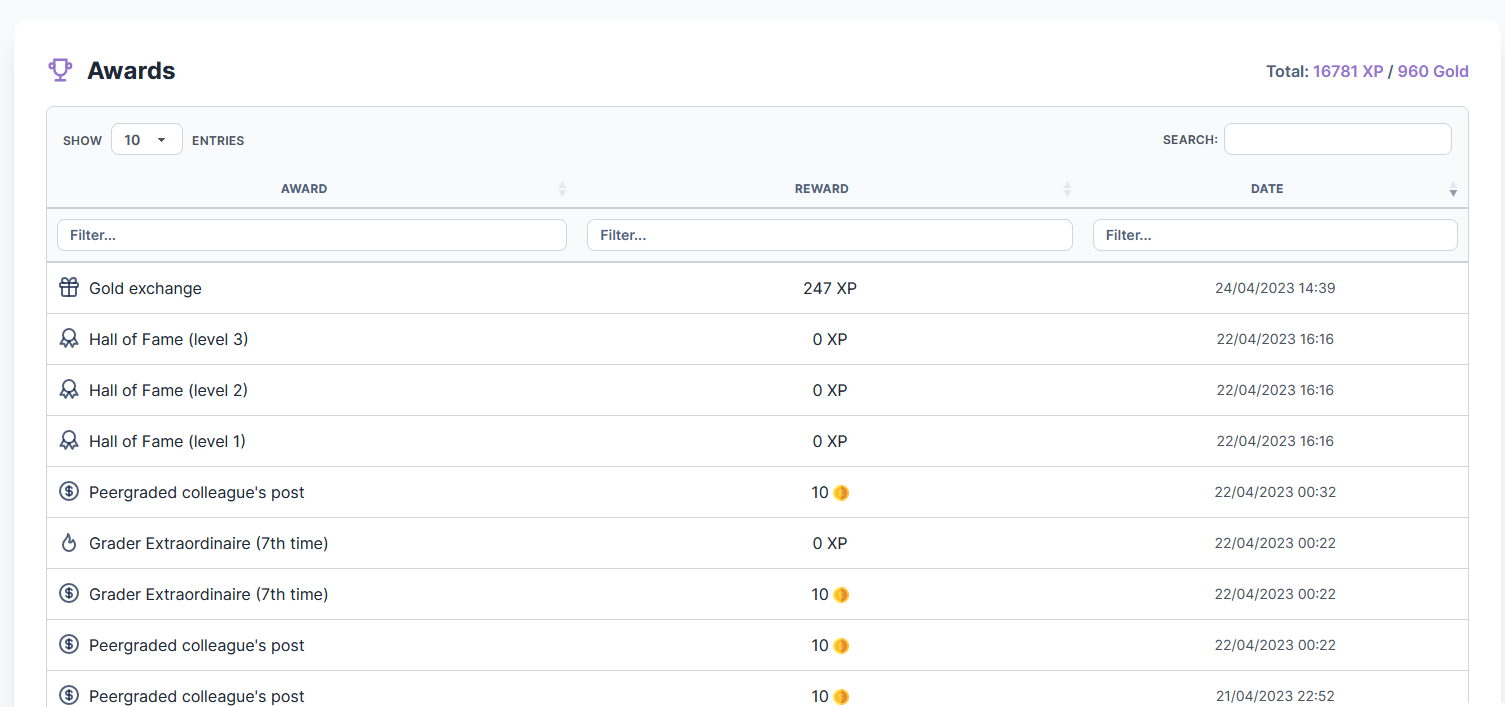 Awards Total: 16781 XP / 960 Gold
SHOW 10 ENTRIES SEARCH:
AWARD REWARD DATE
Filter... Filter... Filter...
Gold exchange 247 XP 24/04/2023 14:39
Hall of Fame (level 3) 0 XP 22/04/2023 16:16
Hall of Fame (level 2) 0 XP 22/04/2023 16:16
Hall of Fame (level 1) 0 XP 22/04/2023 16:16
Peergraded colleague's post 10 22/04/2023 00:32
Grader Extraordinaire (7th time) 0 XP 22/04/2023 00:22
Grader Extraordinaire (7th time) 10 22/04/2023 00:22
Peergraded colleague's post 10 22/04/2023 00:22
Peergraded colleague's post 10 21/04/2023 22:52